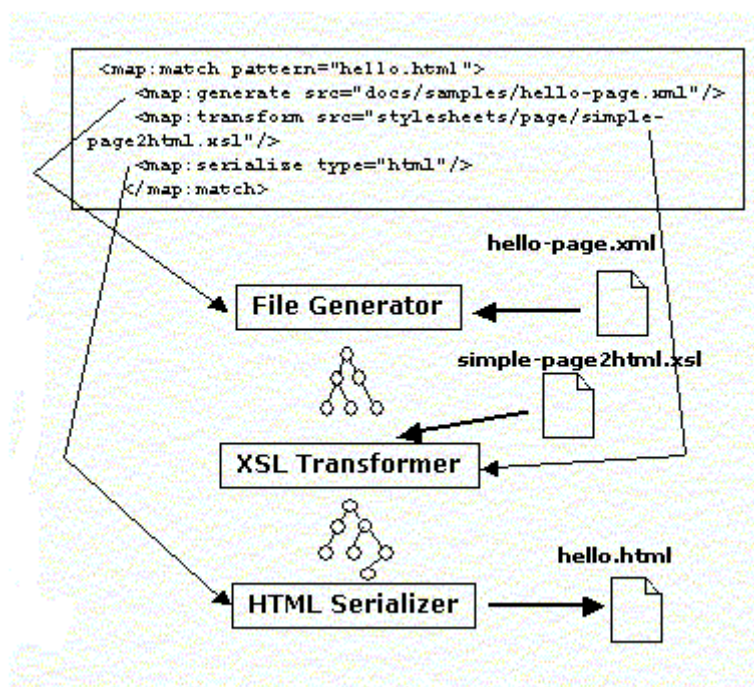 <map:match pattern="hello.html">
<map:generate src="docs/samples/hello-page.xml"/>
<map:transform src="stylesheets/page/simple-
page2html.xsl"/>
<map:serialize type="html"/>
</map:match>
hello-page.xml
File Generator
simple-page2html.xsl
XSL Transformer
hello.html
HTML Serializer